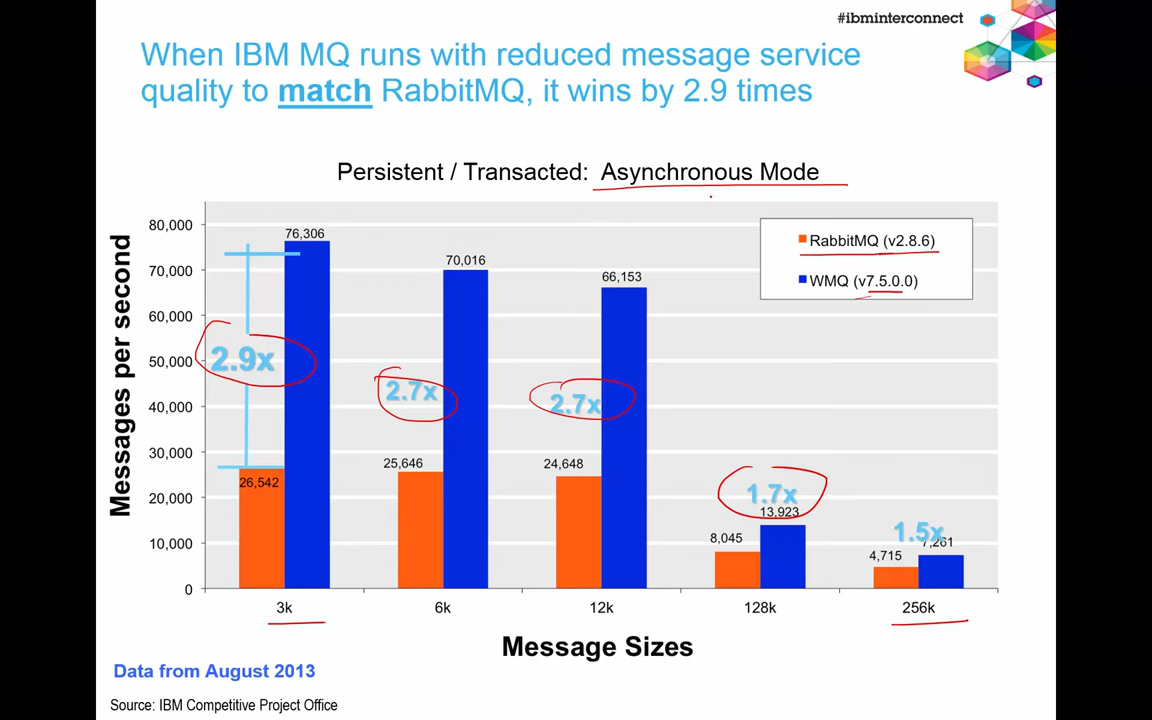 #ibminterconnect
When IBM MQ runs with reduced message service
quality to match RabbitMQ, it wins by 2.9 times
Persistent / Transacted: Asynchronous Mode
Messages per second
80,000
70,000
60,000
50,000
40,000
30,000
20,000
10,000
0
RabbitMQ (v2.8.6)
WMQ (v7.5.0.0)
76,306
70,016
66,153
2.9x
2.7x
2.7x
26,542
25,646
24,648
1.7x
13,923
8,045
1.5x
7,261
4,715
3k
6k
12k
128k
256k
Message Sizes
Data from August 2013
Source: IBM Competitive Project Office